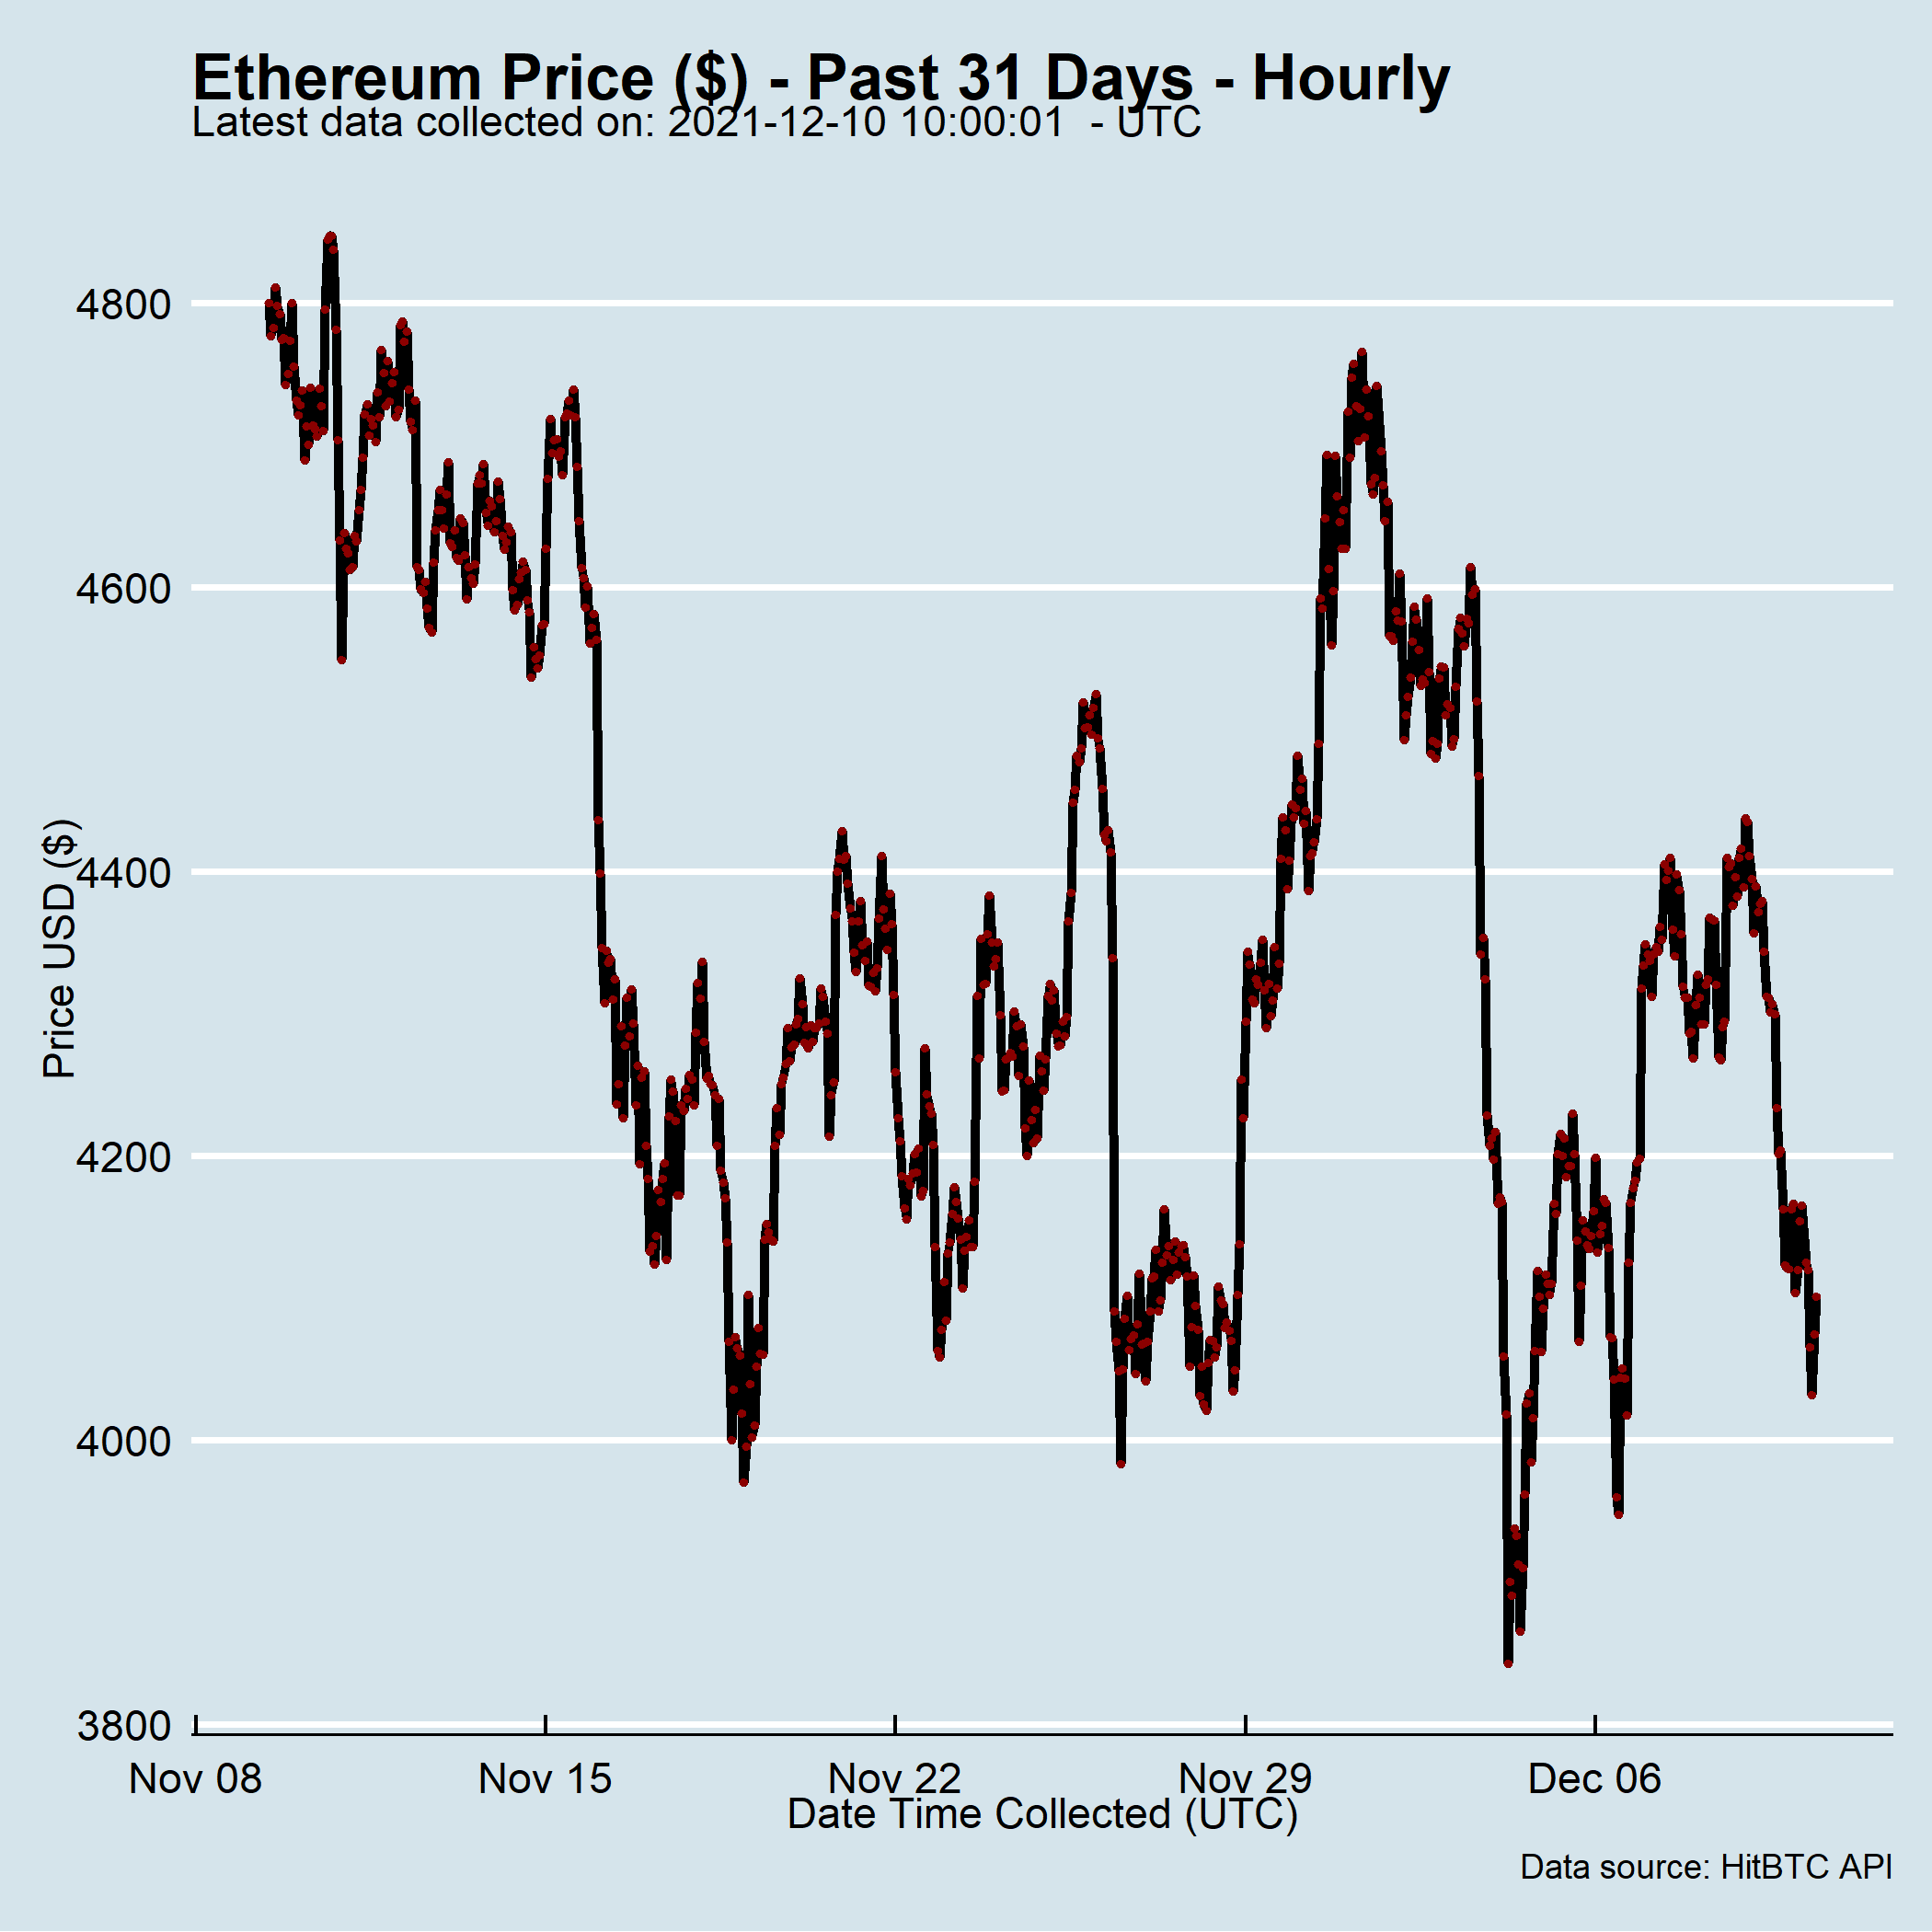 Ethereum Price ($) - Past 31 Days - Hourly
Latest data collected on: 2021-12-10 10:00:01  - UTC
Price USD ($)
4800
4600
4400
4200
4000
3800
Nov 08 Nov 15 Nov 22 Nov 29 Dec 06
Date Time Collected (UTC)
Data source: HitBTC API